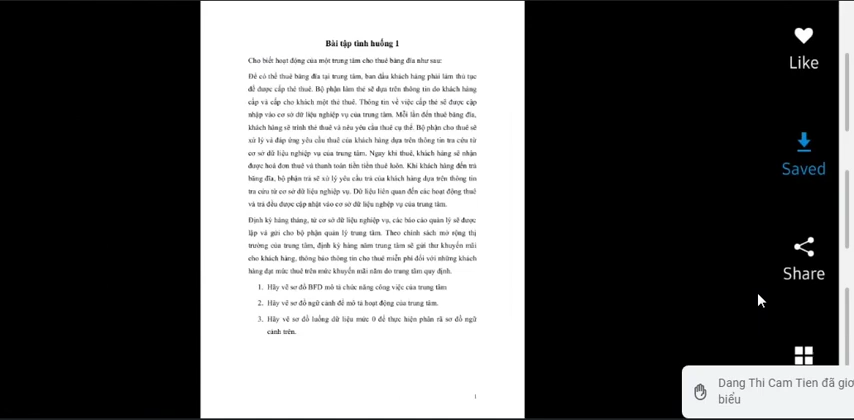 Bài tập tình huống 1
Cho biết hoạt động của một trung tâm cho thuê băng đĩa như sau:
Để có thể thuê băng đĩa tại trung tâm, ban đầu khách hàng phải làm thủ tục
để được cấp thẻ thuê. Bộ phận làm thẻ sẽ dựa trên thông tin do khách hàng
cấp và cấp cho khách một thẻ thuê. Thông tin về việc cấp thẻ sẽ được cập
nhập vào cơ sở dữ liệu nghiệp vụ của trung tâm. Mỗi lần đến thuê băng đĩa,
khách hàng sẽ trình thẻ thuê và nêu yêu cầu thuê cụ thể. Bộ phận cho thuê sẽ
xử lý và đáp ứng yêu cầu thuê của khách hàng dựa trên thông tin tra cứu từ
cơ sở dữ liệu nghiệp vụ của trung tâm. Ngay khi thuê, khách hàng sẽ nhận
được hoá đơn thuê và thanh toán tiền tiền thuê luôn. Khi khách hàng đến trả
băng đĩa, bộ phận trả sẽ xử lý yêu cầu trả của khách hàng dựa trên thông tin
tra cứu từ cơ sở dữ liệu nghiệp vụ. Dữ liệu liên quan đến các hoạt động thuê
và trả đều được cập nhật vào cơ sở dữ liệu nghệp vụ của trung tâm.
Định kỳ hàng tháng, từ cơ sở dữ liệu nghiệp vụ, các báo cáo quản lý sẽ được
lập và gửi cho bộ phận quản lý trung tâm. Theo chính sách mở rộng thị
trường của trung tâm, định kỳ hàng năm trung tâm sẽ gửi thư khuyến mãi
cho khách hàng, thông báo thông tin cho thuê miễn phí đối với những khách
hàng đạt mức thuê trên mức khuyến mãi năm do trung tâm quy định.
1. Hãy vẽ sơ đồ BFD mô tả chức năng công việc của trung tâm
2. Hãy vẽ sơ đồ ngữ cảnh để mô tả hoạt động của trung tâm.
3. Hãy vẽ sơ đồ luồng dữ liệu mức 0 để thực hiện phân rã sơ đồ ngữ
cảnh trên.
1
Like
Saved
Share
Dang Thi Cam Tien đã giơ
biểu